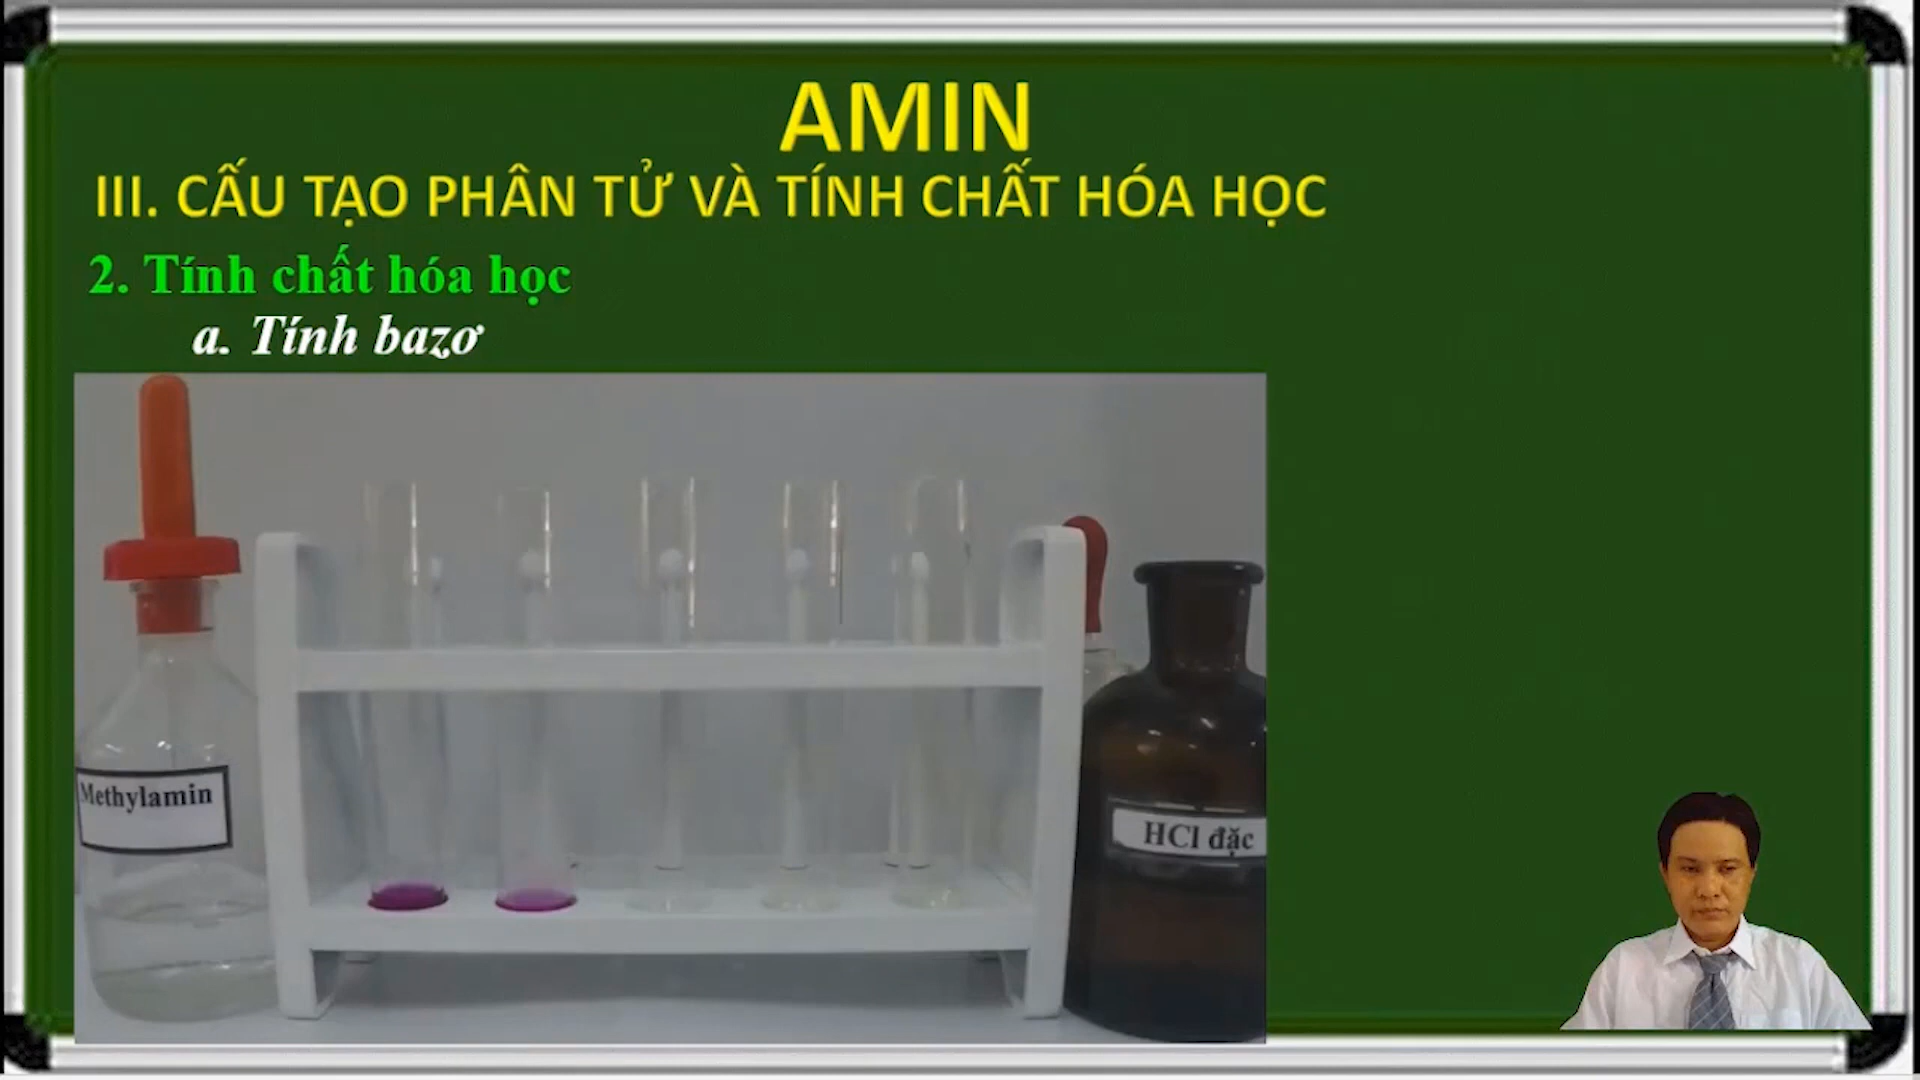 AMIN
III. CẤU TẠO PHÂN TỬ VÀ TÍNH CHẤT HÓA HỌC
2. Tính chất hóa học
a. Tính bazơ
Methylamin
HCl đặc